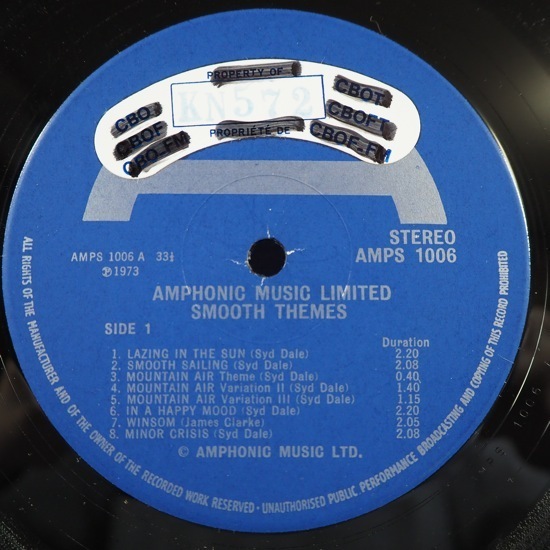 PROPERTY OF
KN572
PROPRIÉTÉ DE
CBO
CBOF
CBO-FM
CBOT
CBOFT
CBOF-FM
STEREO
AMPS 1006 A 33⅓
AMPS 1006
Ⓟ1973
AMPHONIC MUSIC LIMITED
SMOOTH THEMES
SIDE 1
Duration
1. LAZING IN THE SUN (Syd Dale) 2.20
2. SMOOTH SAILING (Syd Dale) 2.08
3. MOUNTAIN AIR Theme (Syd Dale) 0.40
4. MOUNTAIN AIR Variation II (Syd Dale) 1.40
5. MOUNTAIN AIR Variation III (Syd Dale) 1.15
6. IN A HAPPY MOOD (Syd Dale) 2.20
7. WINSOM (James Clarke) 2.05
8. MINOR CRISIS (Syd Dale) 2.08
© AMPHONIC MUSIC LTD.
ALL RIGHTS OF THE MANUFACTURER AND OF THE OWNER OF THE RECORDED WORK RESERVED - UNAUTHORISED PUBLIC PERFORMANCE BROADCASTING AND COPYING OF THIS RECORD PROHIBITED